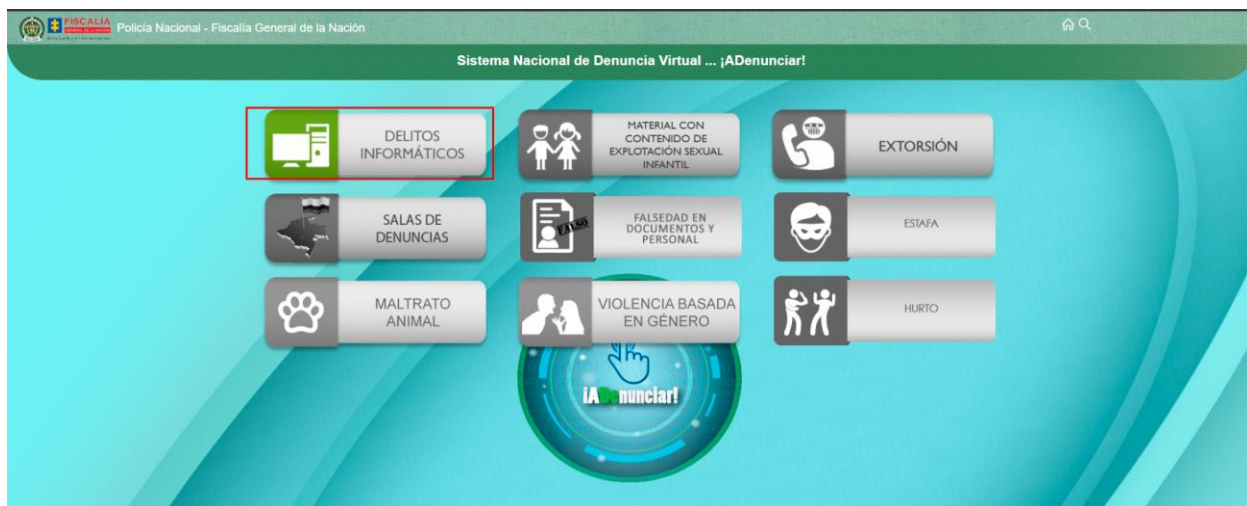 FISCALÍA
Policía Nacional - Fiscalía General de la Nación
Sistema Nacional de Denuncia Virtual ... ¡ADenunciar!
DELITOS
INFORMÁTICOS
MATERIAL CON
CONTENIDO DE
EXPLOTACIÓN SEXUAL
INFANTIL
EXTORSIÓN
SALAS DE
DENUNCIAS
FALSO
FALSEDAD EN
DOCUMENTOS Y
PERSONAL
ESTAFA
MALTRATO
ANIMAL
VIOLENCIA BASADA
EN GÉNERO
HURTO
¡ADenunciar!